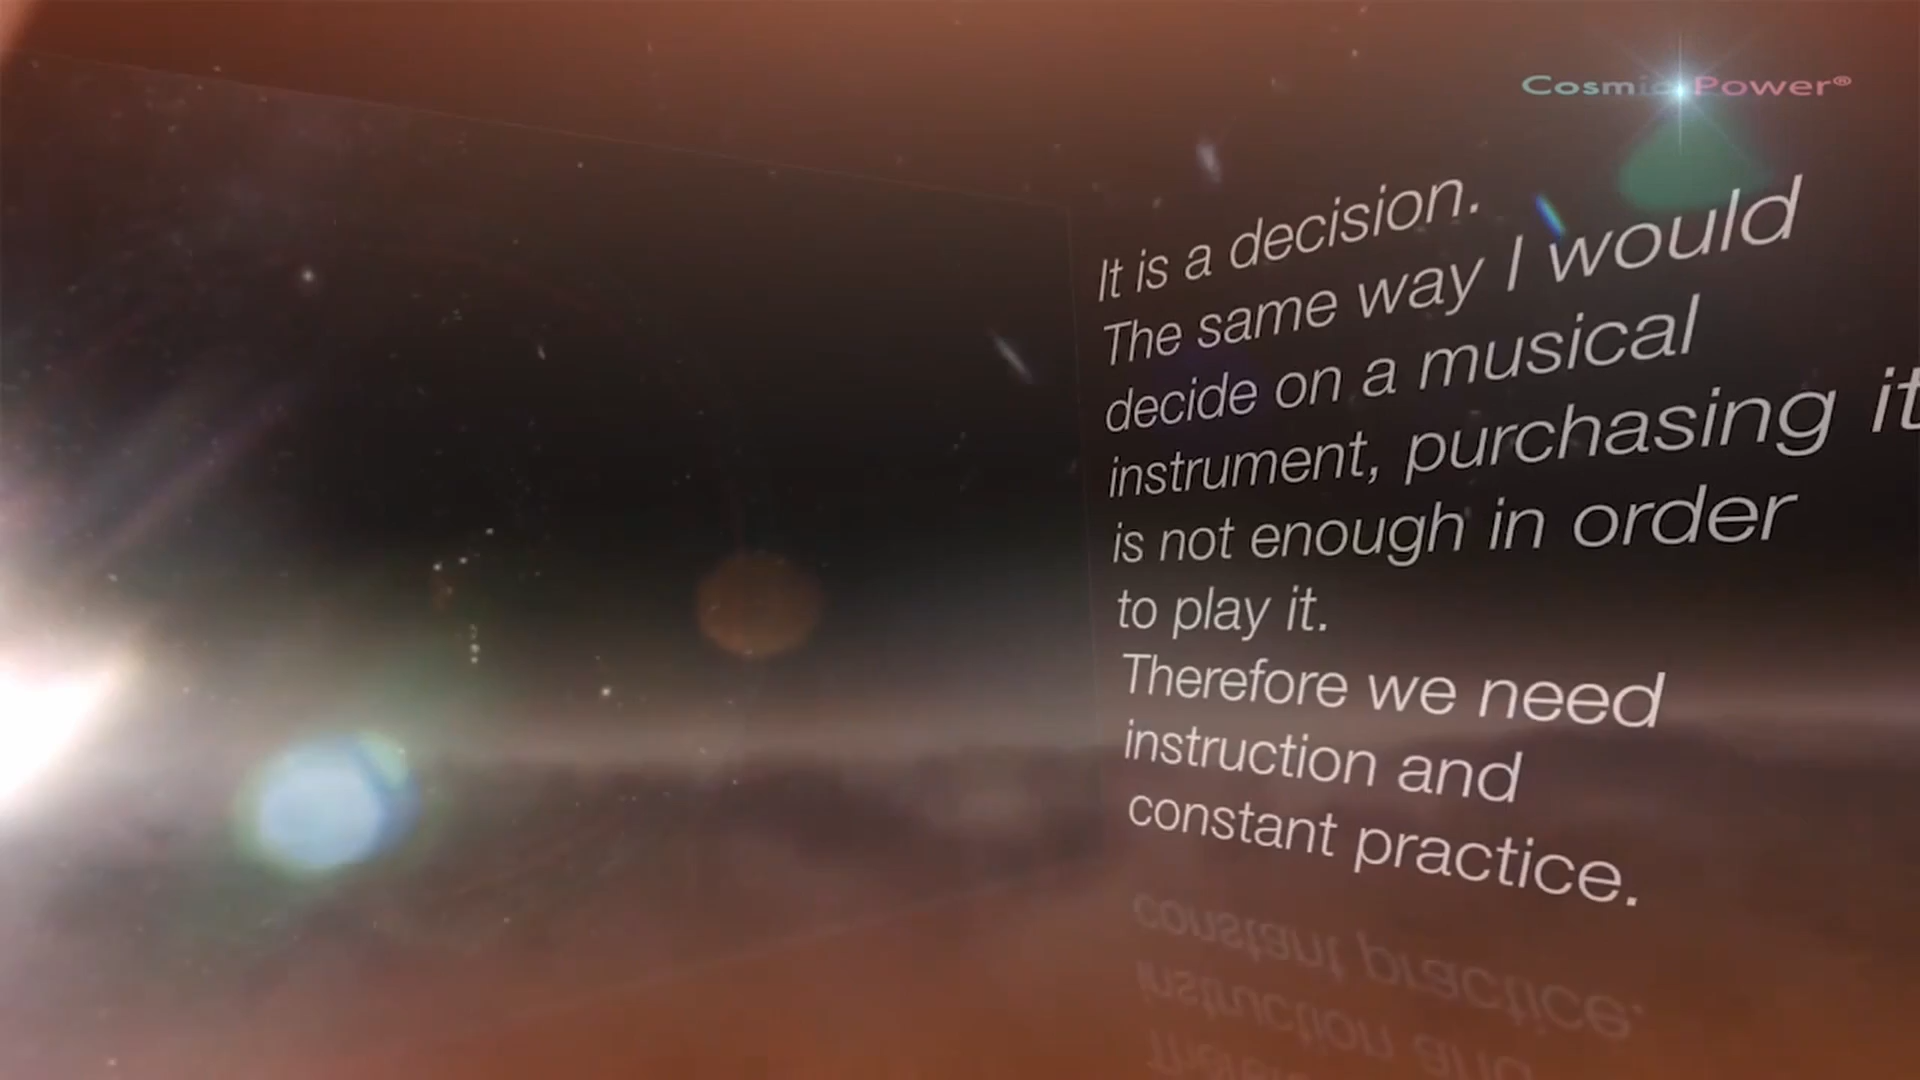 Cosmic Power®
It is a decision.
The same way I would
decide on a musical
instrument, purchasing it
is not enough in order
to play it.
Therefore we need
instruction and
constant practice.